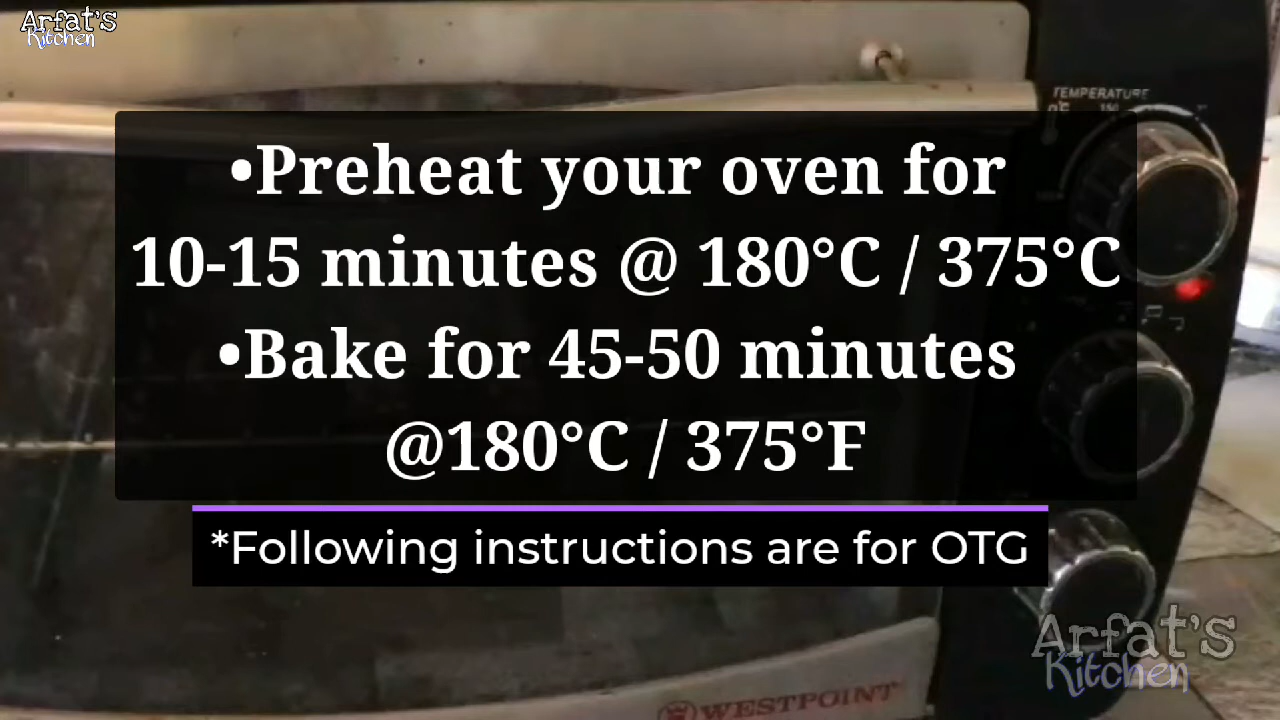 Arfat's
Kitchen
TEMPERATURE
•Preheat your oven for
10-15 minutes @ 180°C / 375°C
•Bake for 45-50 minutes
@180°C / 375°F
*Following instructions are for OTG
Arfat's
Kitchen
WESTPOINT